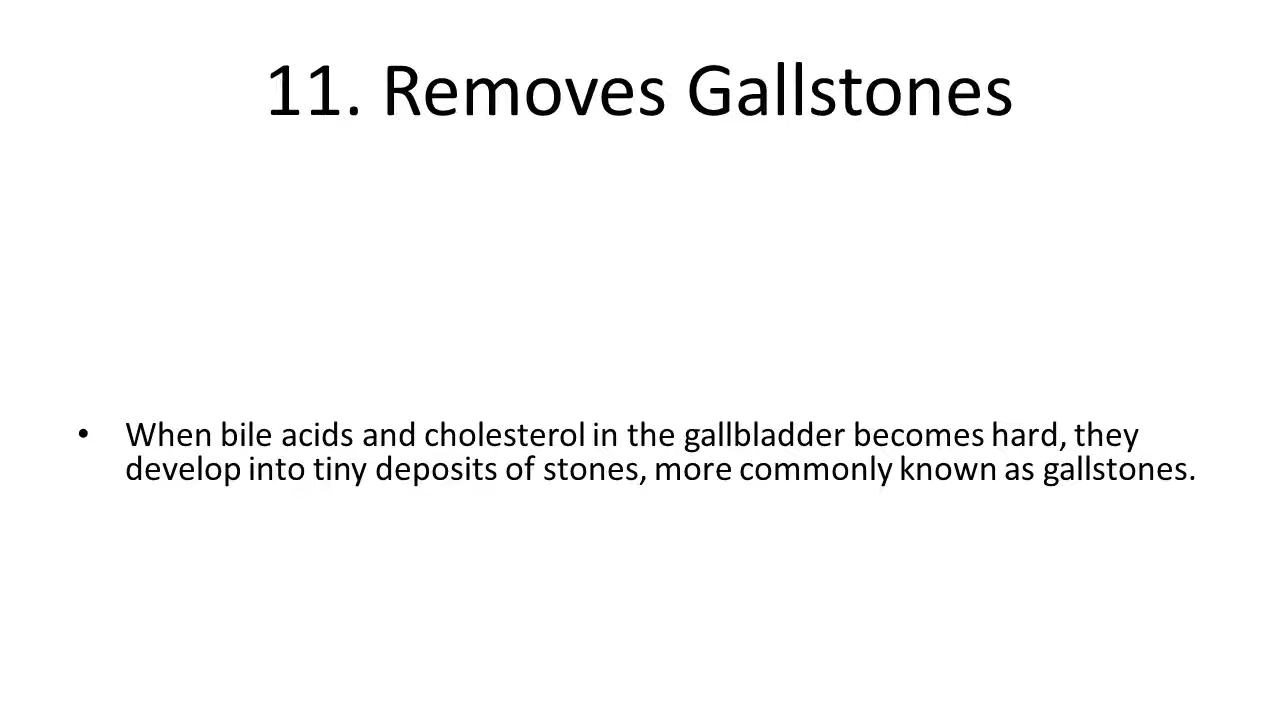 11. Removes Gallstones
• When bile acids and cholesterol in the gallbladder becomes hard, they
develop into tiny deposits of stones, more commonly known as gallstones.